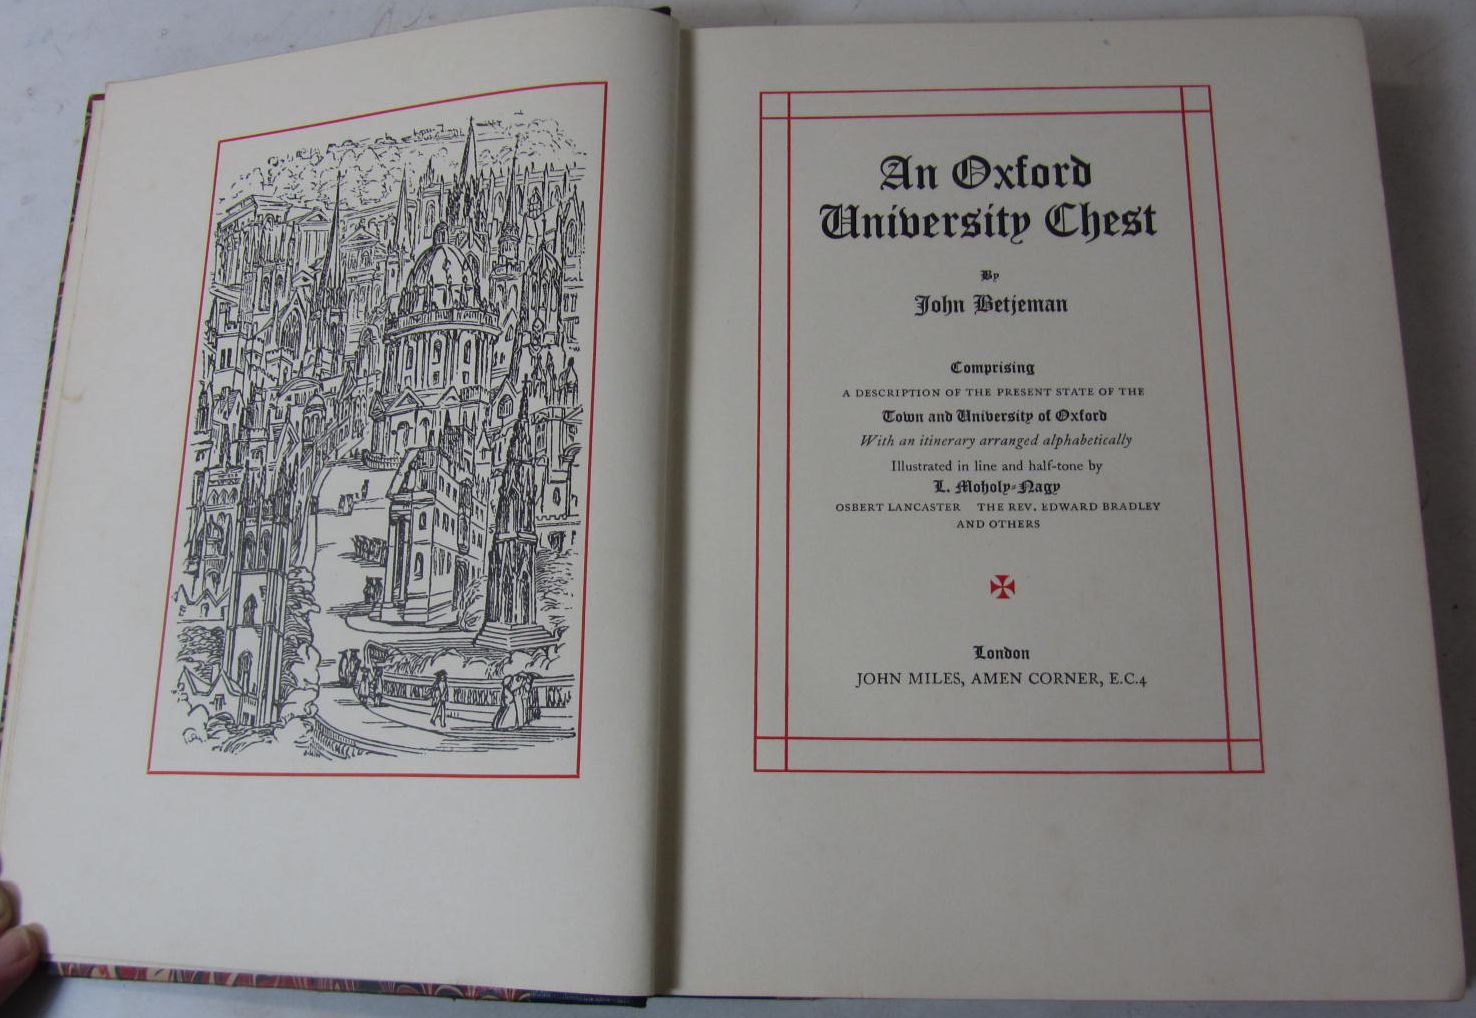 An Oxford
University Chest
By
John Betjeman
Comprising
A DESCRIPTION OF THE PRESENT STATE OF THE
Town and University of Oxford
With an itinerary arranged alphabetically
Illustrated in line and half-tone by
L. Moholy-Nagy
OSBERT LANCASTER THE REV. EDWARD BRADLEY
AND OTHERS
London
JOHN MILES, AMEN CORNER, E.C.4